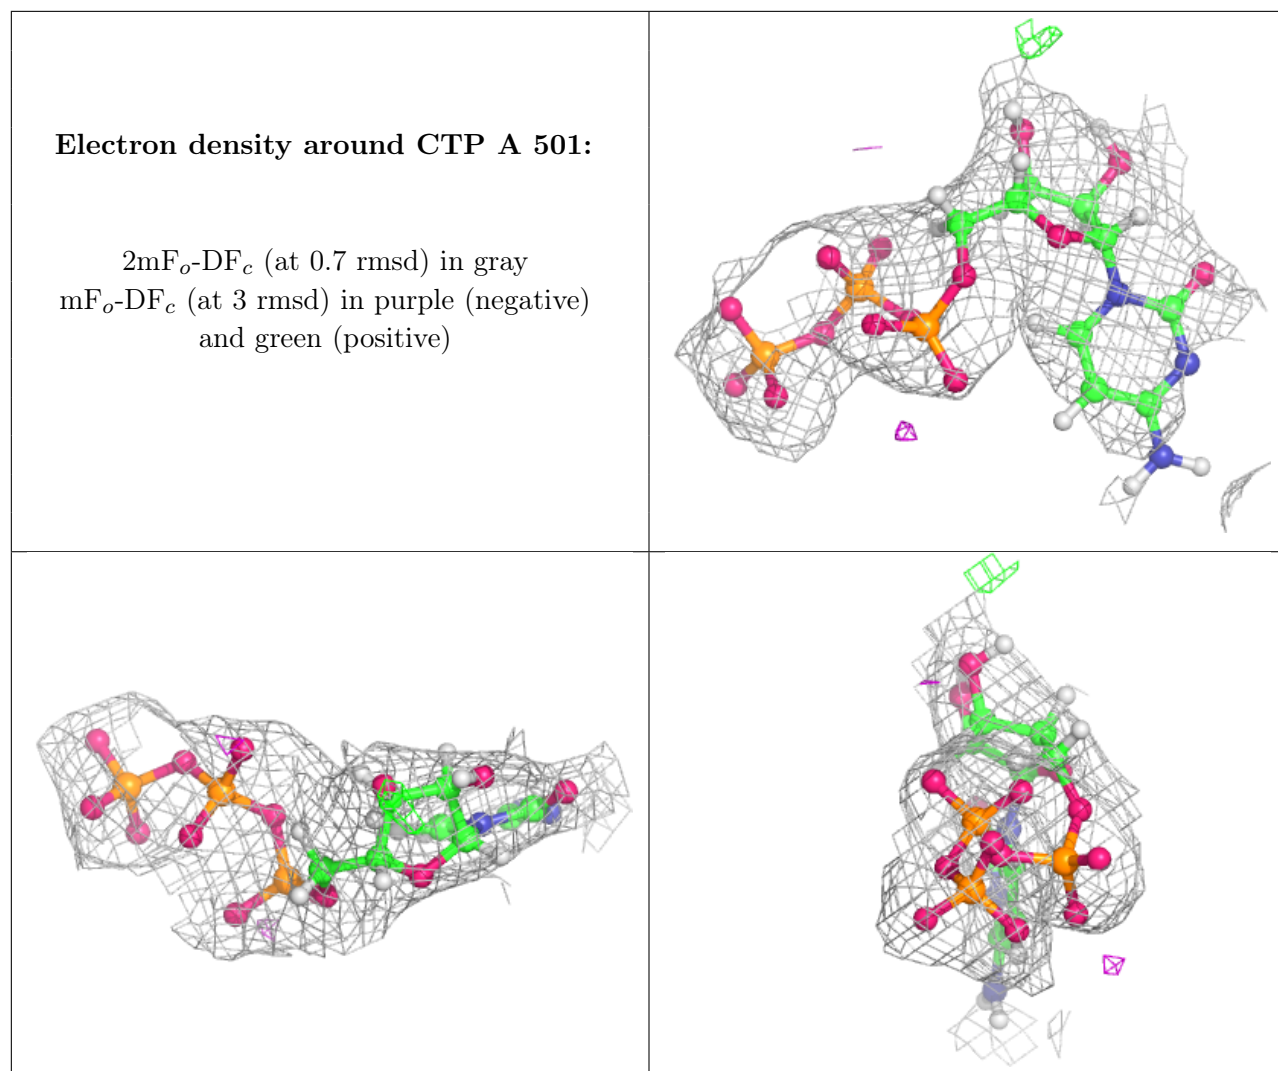 Electron density around CTP A 501:
2mFo-DFc (at 0.7 rmsd) in gray
mFo-DFc (at 3 rmsd) in purple (negative)
and green (positive)